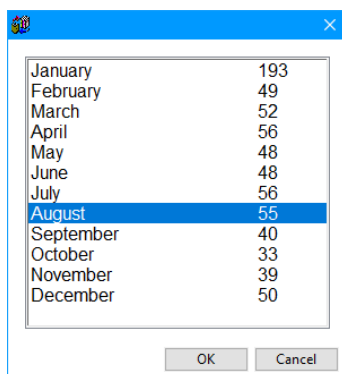 January 193
February 49
March 52
April 56
May 48
June 48
July 56
August 55
September 40
October 33
November 39
December 50
OK Cancel